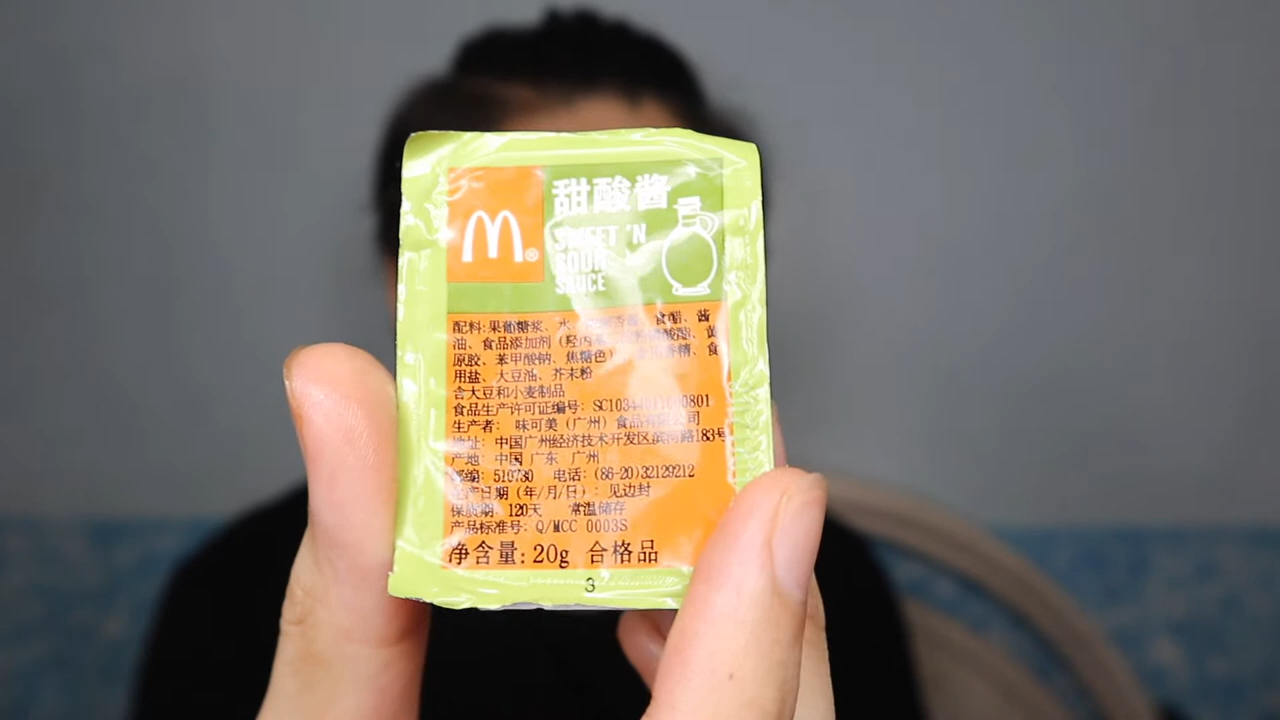 M®
甜酸酱
SWEET 'N
SOUR
SAUCE
配料:果葡糖浆、水、食醋、酱
油、食品添加剂(羟丙基 黄
原胶、苯甲酸钠、焦糖色)、食
用盐、大豆油、芥末粉
含大豆和小麦制品
食品生产许可证编号:
生产者: 味可美(广州)食品有限公司
地址: 中国广州经济技术开发区滨河路183号
产地: 中国 广东 广州
邮编: 510730 电话: (86-20)32129212
生产日期(年/月/日): 见边封
保质期: 120天 常温储存
产品标准号: Q/MCC 0003S
净含量: 20g 合格品
3